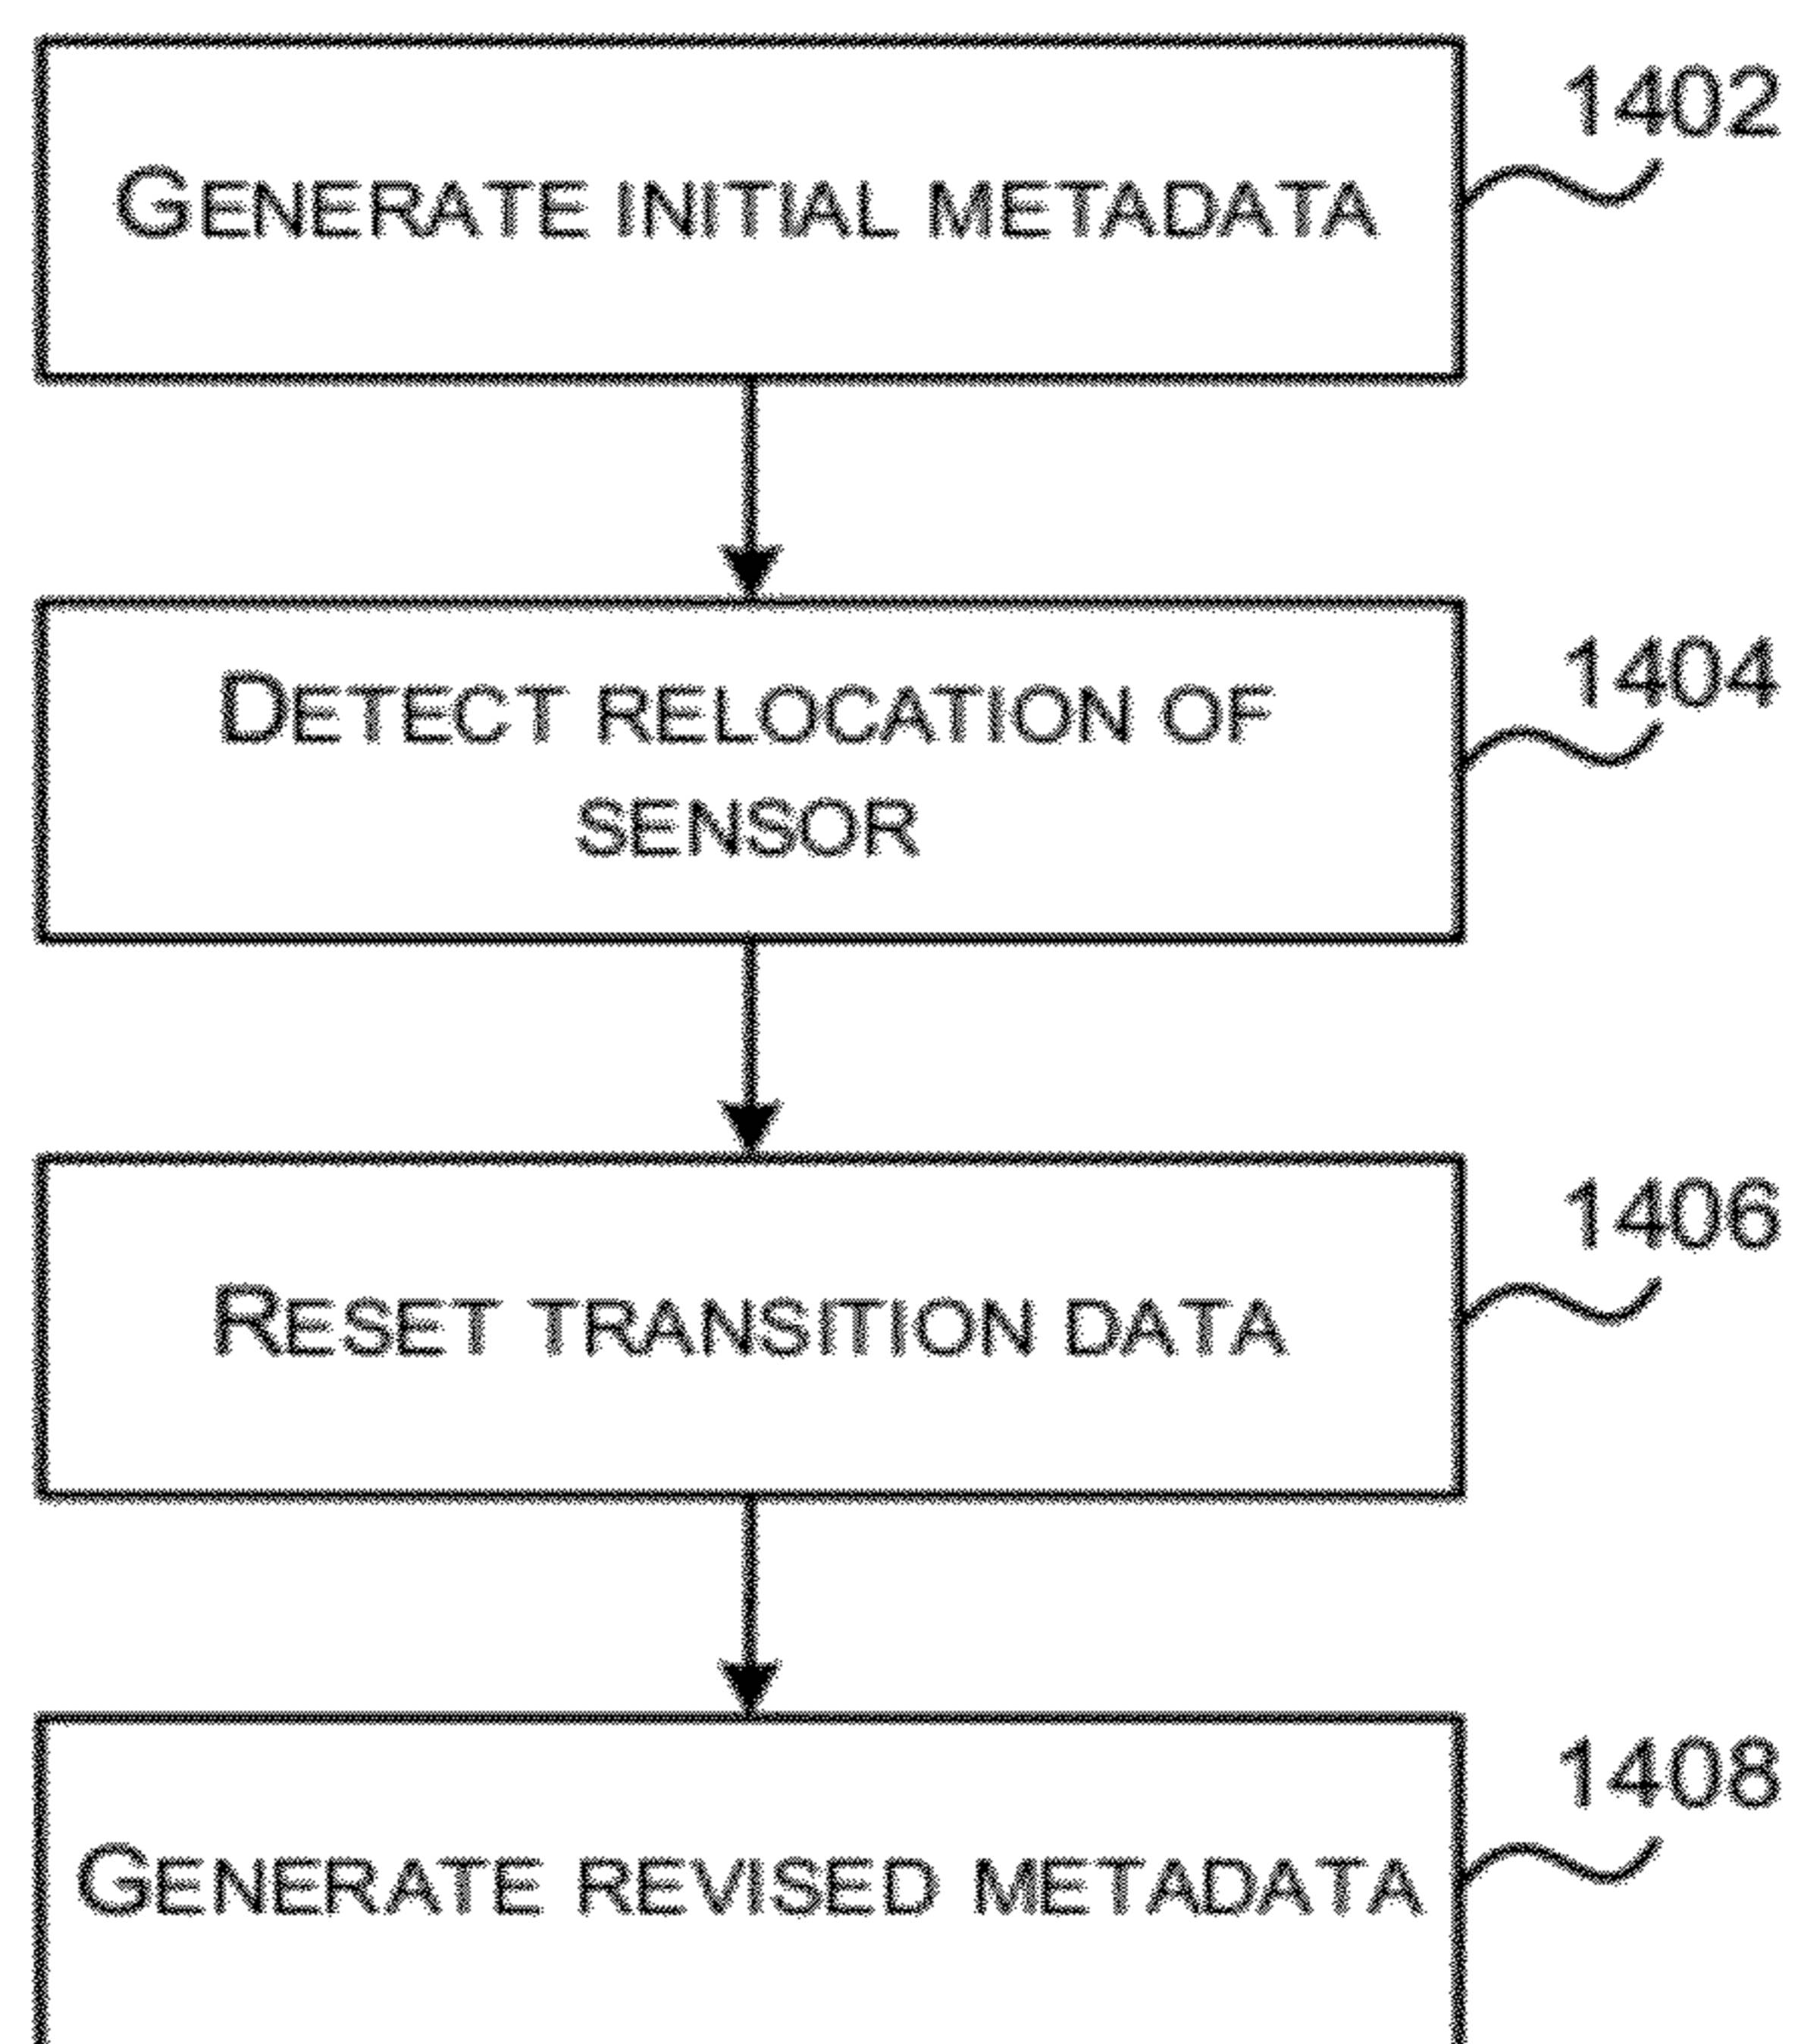 1402
GENERATE INITIAL METADATA
1404
DETECT RELOCATION OF
SENSOR
1406
RESET TRANSITION DATA
1408
GENERATE REVISED METADATA